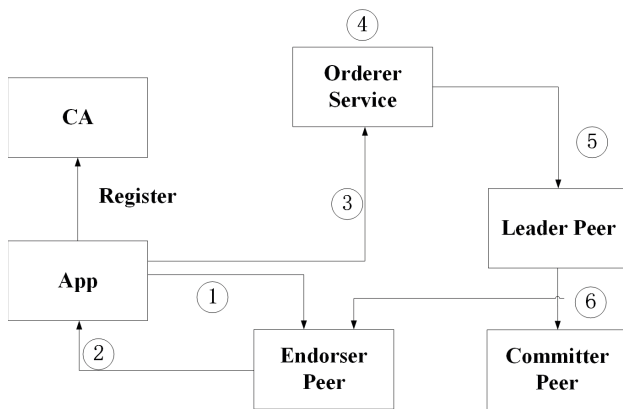 ④
Orderer
Service
CA
⑤
Register
③
Leader Peer
App
①
⑥
②
Endorser
Peer
Committer
Peer